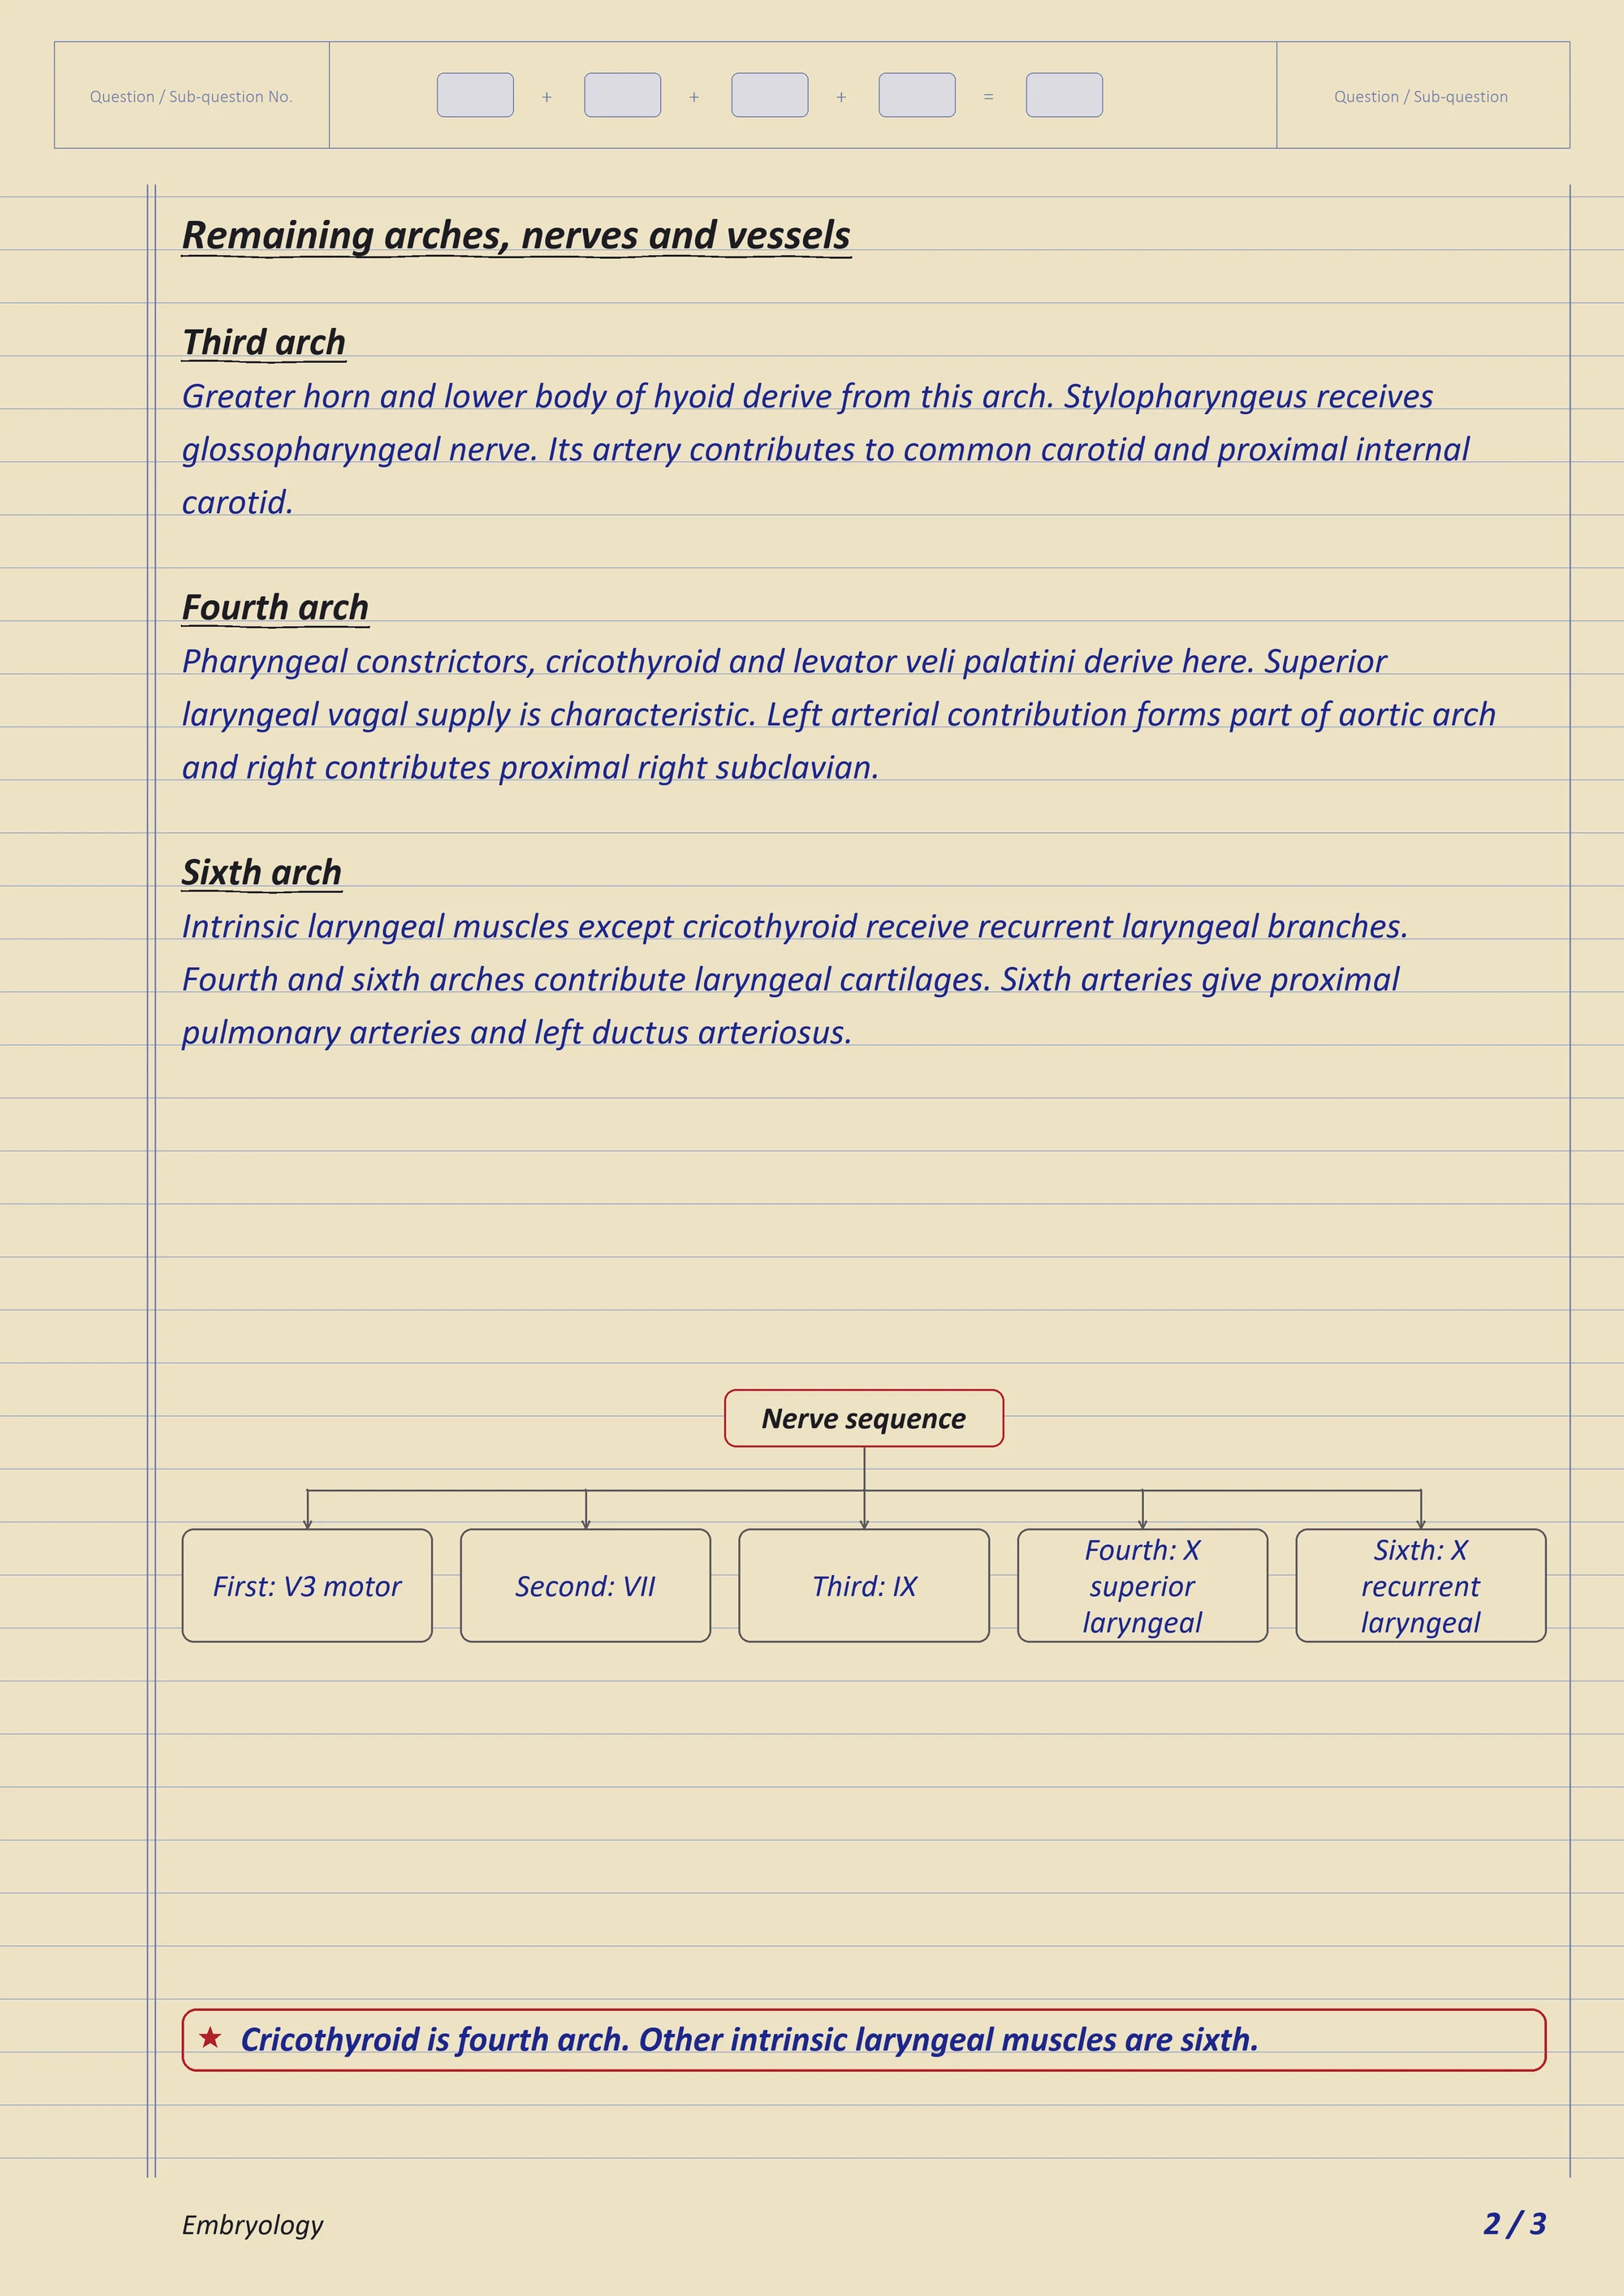 Question / Sub-question No.
+ + + =
Question / Sub-question
Remaining arches, nerves and vessels
Third arch
Greater horn and lower body of hyoid derive from this arch. Stylopharyngeus receives
glossopharyngeal nerve. Its artery contributes to common carotid and proximal internal
carotid.
Fourth arch
Pharyngeal constrictors, cricothyroid and levator veli palatini derive here. Superior
laryngeal vagal supply is characteristic. Left arterial contribution forms part of aortic arch
and right contributes proximal right subclavian.
Sixth arch
Intrinsic laryngeal muscles except cricothyroid receive recurrent laryngeal branches.
Fourth and sixth arches contribute laryngeal cartilages. Sixth arteries give proximal
pulmonary arteries and left ductus arteriosus.
Nerve sequence
First: V3 motor
Second: VII
Third: IX
Fourth: X
superior
laryngeal
Sixth: X
recurrent
laryngeal
★ Cricothyroid is fourth arch. Other intrinsic laryngeal muscles are sixth.
Embryology
2 / 3